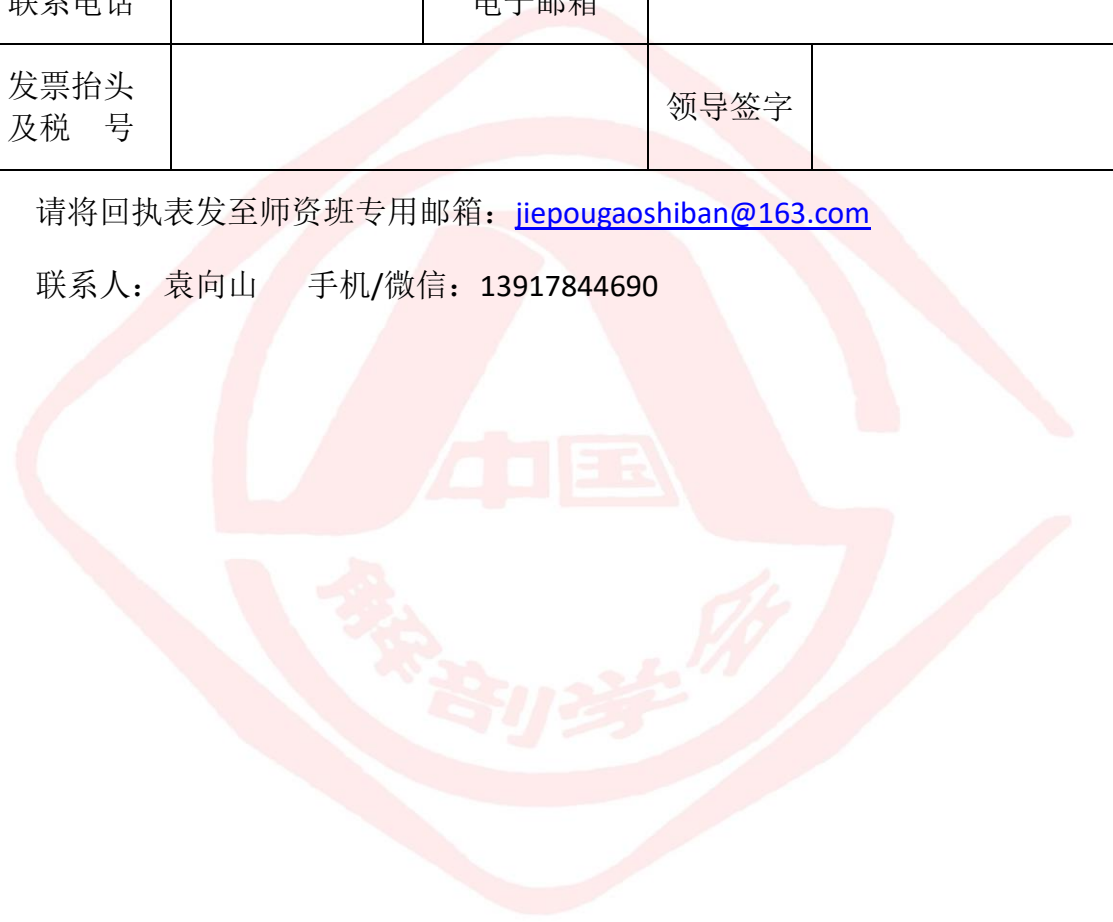 联系电话 电子邮箱
发票抬头
及税 号
领导签字
请将回执表发至师资班专用邮箱：jiepougaoshiban@163.com
联系人：袁向山 手机/微信：13917844690
中国
解剖学会